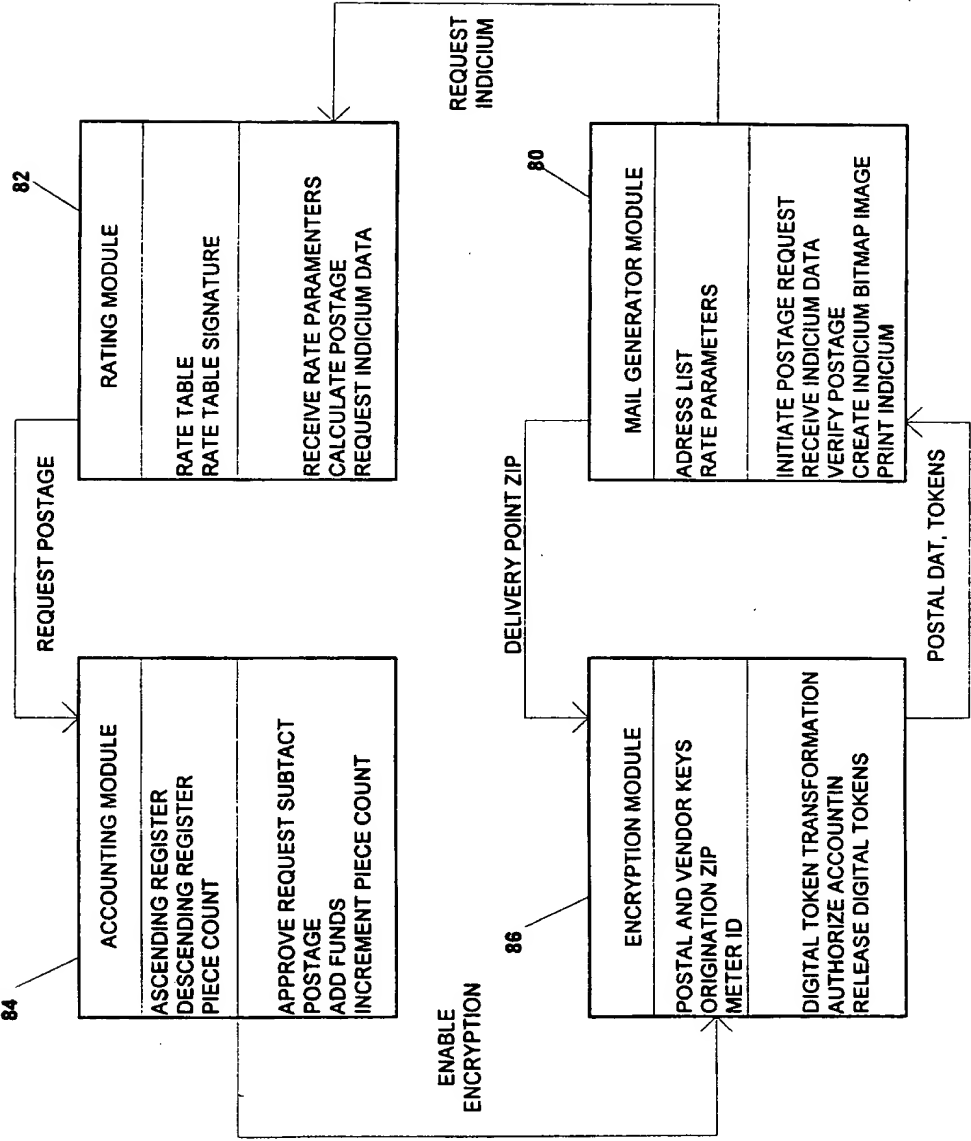 84
ACCOUNTING MODULE
ASCENDING REGISTER
DESCENDING REGISTER
PIECE COUNT
APPROVE REQUEST SUBTACT
POSTAGE
ADD FUNDS
INCREMENT PIECE COUNT
REQUEST POSTAGE
82
RATING MODULE
RATE TABLE
RATE TABLE SIGNATURE
RECEIVE RATE PARAMENTERS
CALCULATE POSTAGE
REQUEST INDICIUM DATA
ENABLE
ENCRYPTION
REQUEST
INDICIUM
86
ENCRYPTION MODULE
POSTAL AND VENDOR KEYS
ORIGINATION ZIP
METER ID
DIGITAL TOKEN TRANSFORMATION
AUTHORIZE ACCOUNTIN
RELEASE DIGITAL TOKENS
DELIVERY POINT ZIP
80
MAIL GENERATOR MODULE
ADRESS LIST
RATE PARAMETERS
INITIATE POSTAGE REQUEST
RECEIVE INDICIUM DATA
VERIFY POSTAGE
CREATE INDICIUM BITMAP IMAGE
PRINT INDICIUM
POSTAL DAT, TOKENS